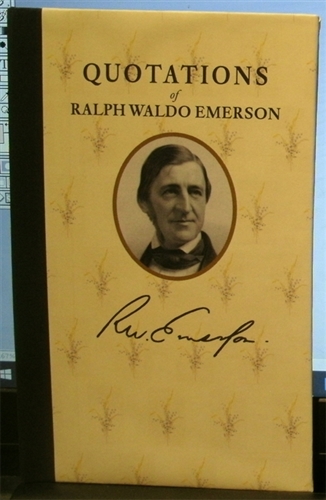 QUOTATIONS
of
RALPH WALDO EMERSON
R.W. Emerson.